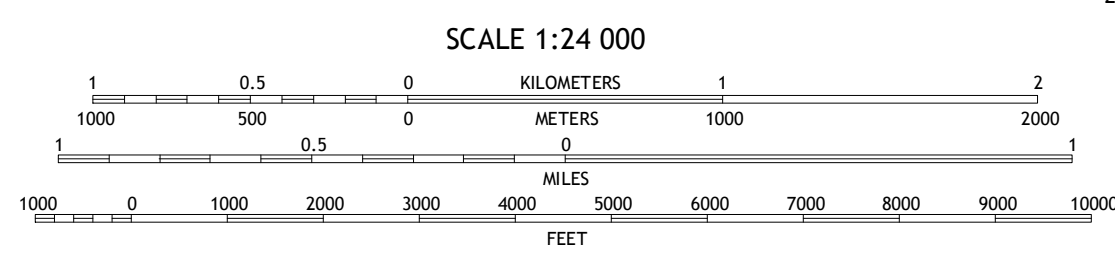 SCALE 1:24 000
1 0.5 0 KILOMETERS 1 2
1000 500 0 METERS 1000 2000
1 0.5 0 1
MILES
1000 0 1000 2000 3000 4000 5000 6000 7000 8000 9000 10000
FEET